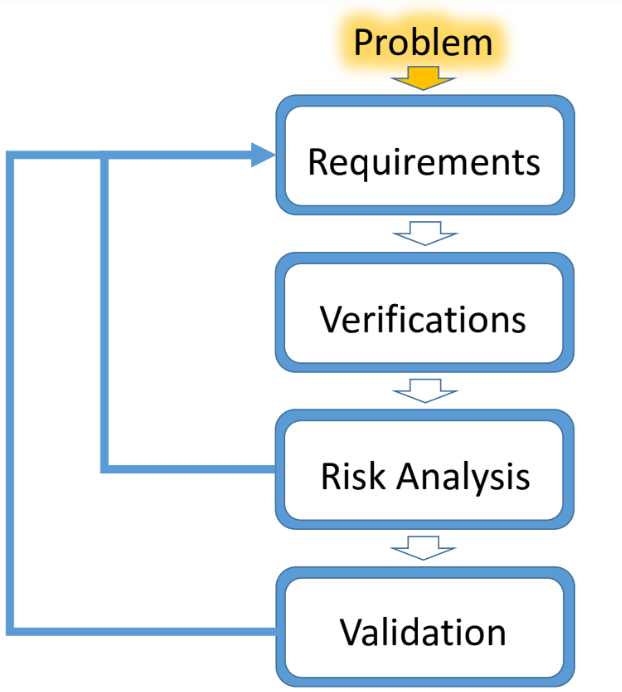 Problem
Requirements
Verifications
Risk Analysis
Validation